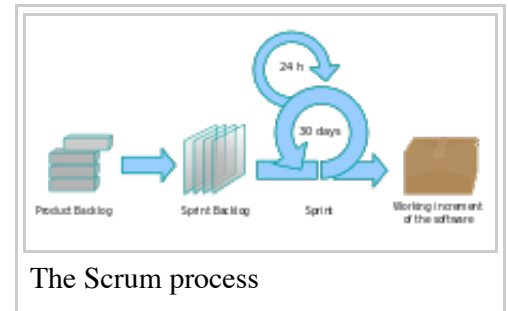 24 h
30 days
Product Backlog
Sprint Backlog
Sprint
Working increment
of the software
The Scrum process